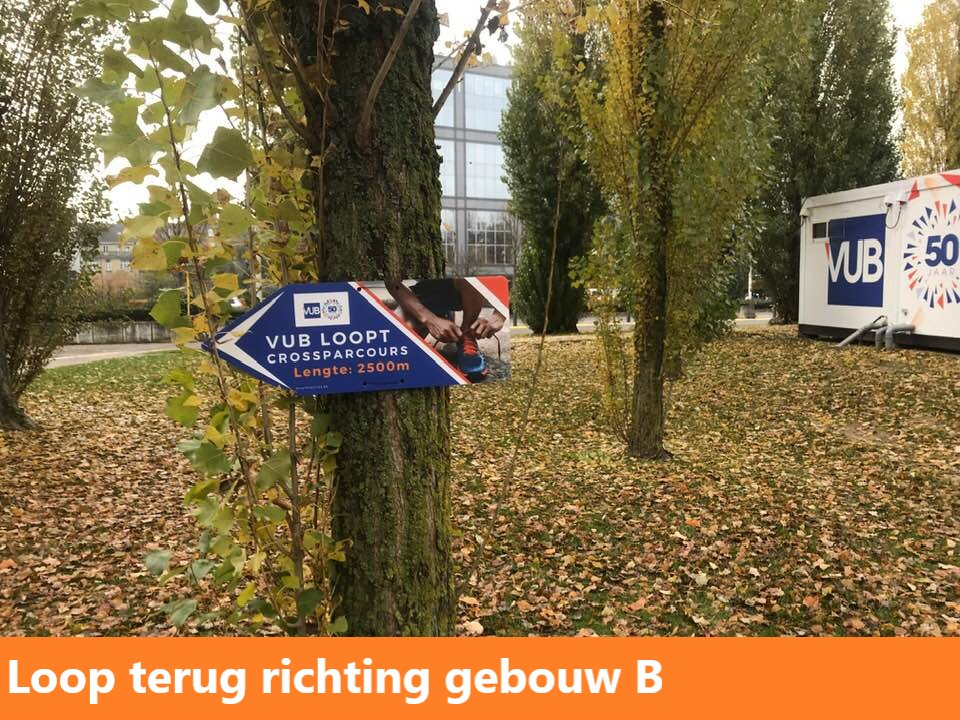 VUB
50
VUB LOOPT
CROSSPARCOURS
Lengte: 2500m
VUB
50
JAAR
Loop terug richting gebouw B